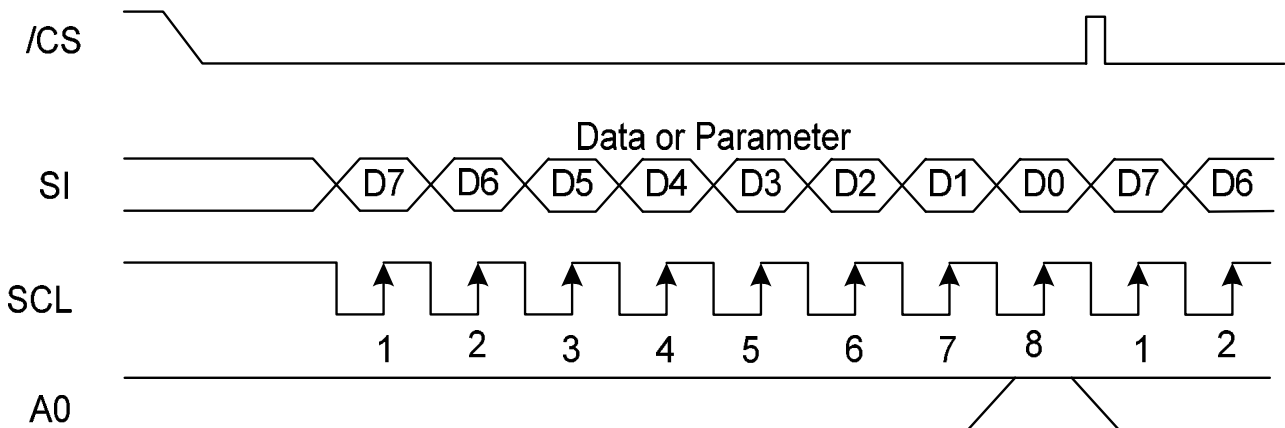 /CS
Data or Parameter
SI D7 D6 D5 D4 D3 D2 D1 D0 D7 D6
SCL
1 2 3 4 5 6 7 8 1 2
A0